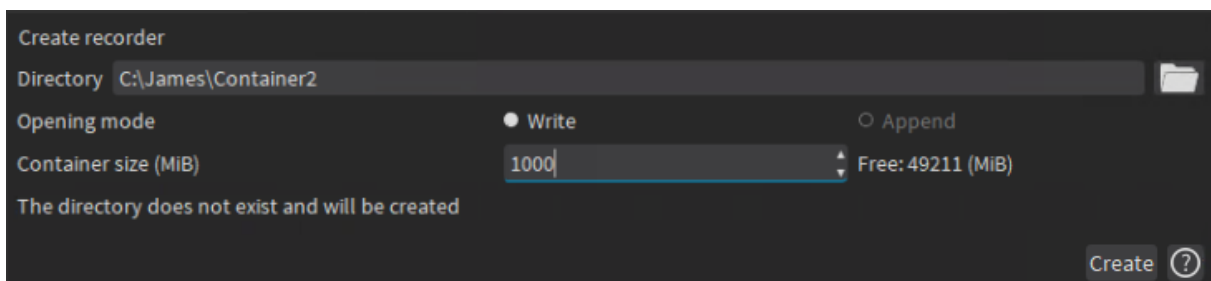 Create recorder
Directory C:\James\Container2
Opening mode Write Append
Container size (MiB) 1000 Free: 49211 (MiB)
The directory does not exist and will be created
Create ?